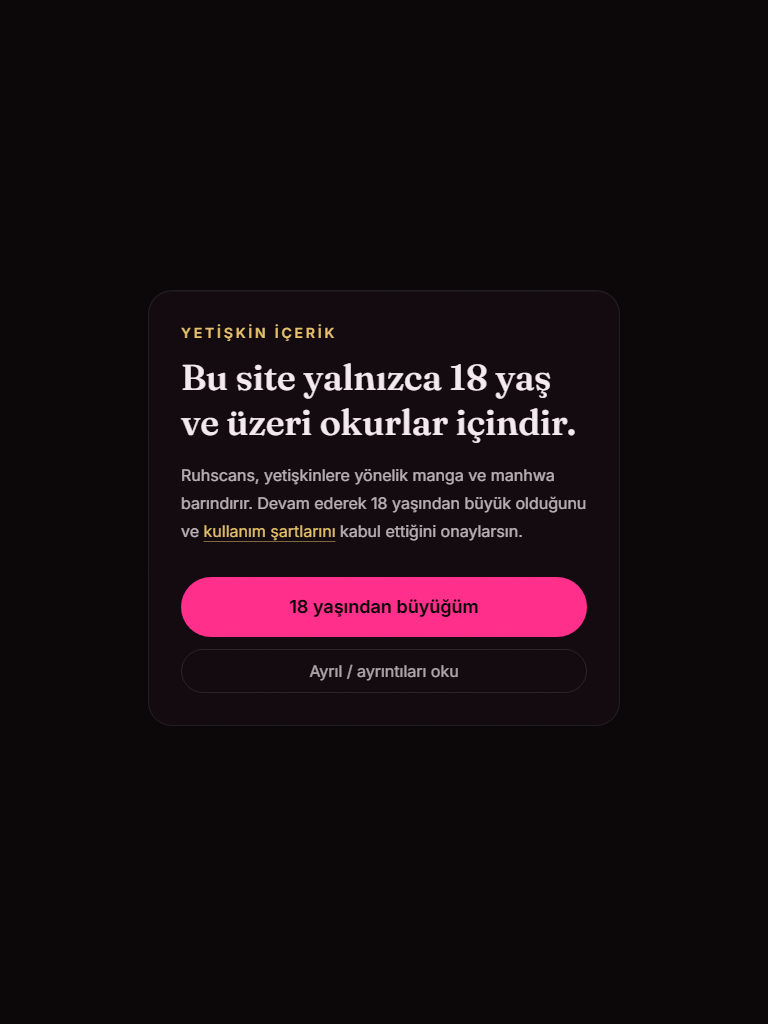 YETİŞKİN İÇERİK
Bu site yalnızca 18 yaş
ve üzeri okurlar içindir.
Ruhscans, yetişkinlere yönelik manga ve manhwa
barındırır. Devam ederek 18 yaşından büyük olduğunu
ve kullanım şartlarını kabul ettiğini onaylarsın.
18 yaşından büyüğüm
Ayrıl / ayrıntıları oku